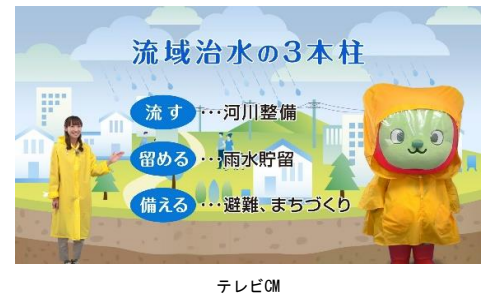 流域治水の3本柱
流す…河川整備
留める…雨水貯留
備える…避難、まちづくり
テレビCM